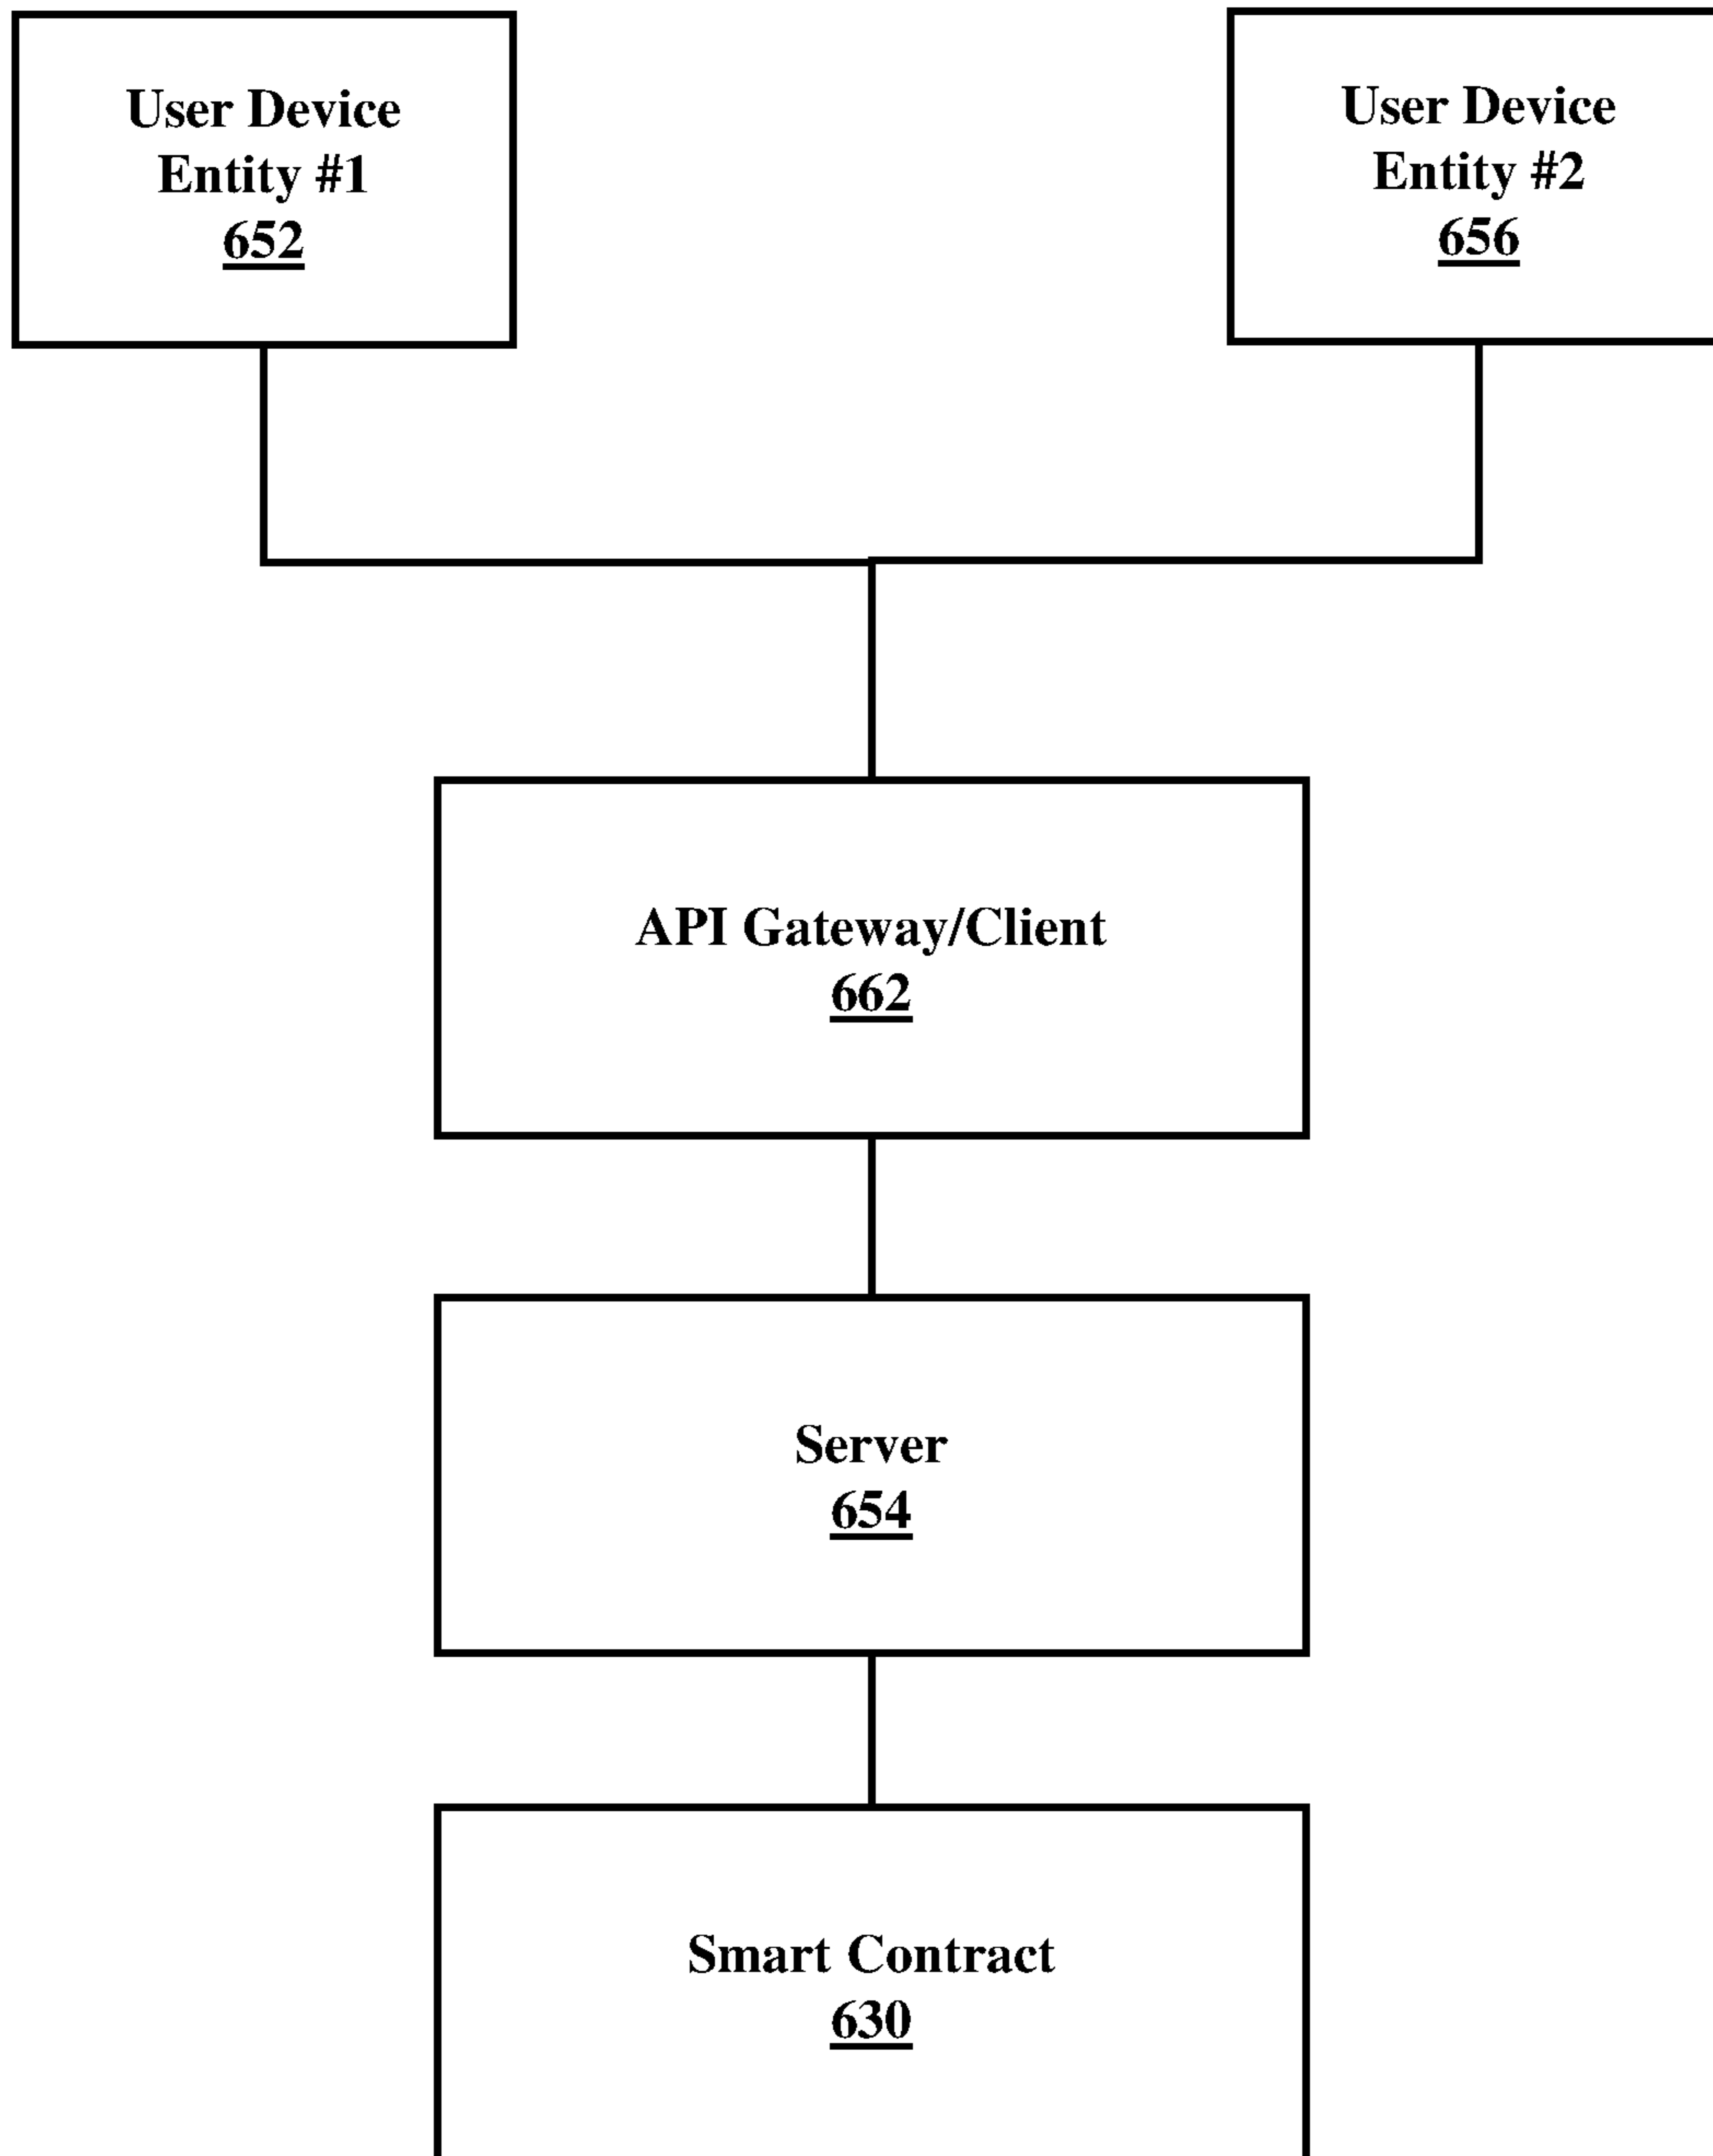 User Device
Entity #1
652
User Device
Entity #2
656
API Gateway/Client
662
Server
654
Smart Contract
630